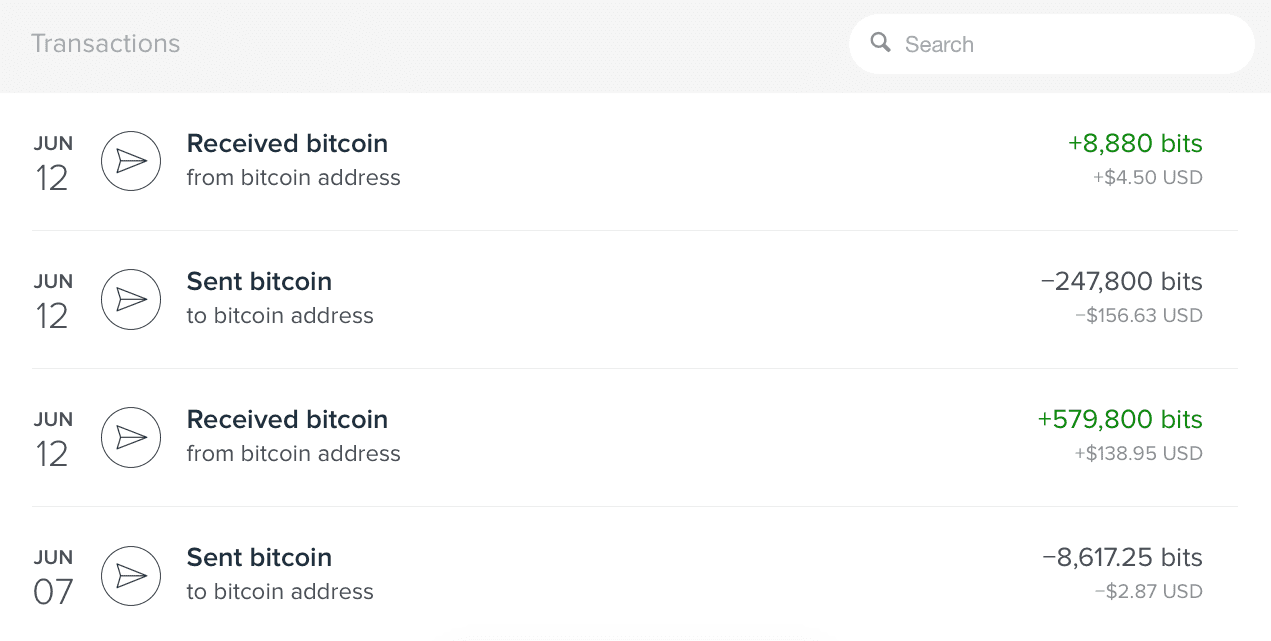 Transactions
Search
JUN
12
Received bitcoin
from bitcoin address
+8,880 bits
+$4.50 USD
JUN
12
Sent bitcoin
to bitcoin address
−247,800 bits
−$156.63 USD
JUN
12
Received bitcoin
from bitcoin address
+579,800 bits
+$138.95 USD
JUN
07
Sent bitcoin
to bitcoin address
−8,617.25 bits
−$2.87 USD